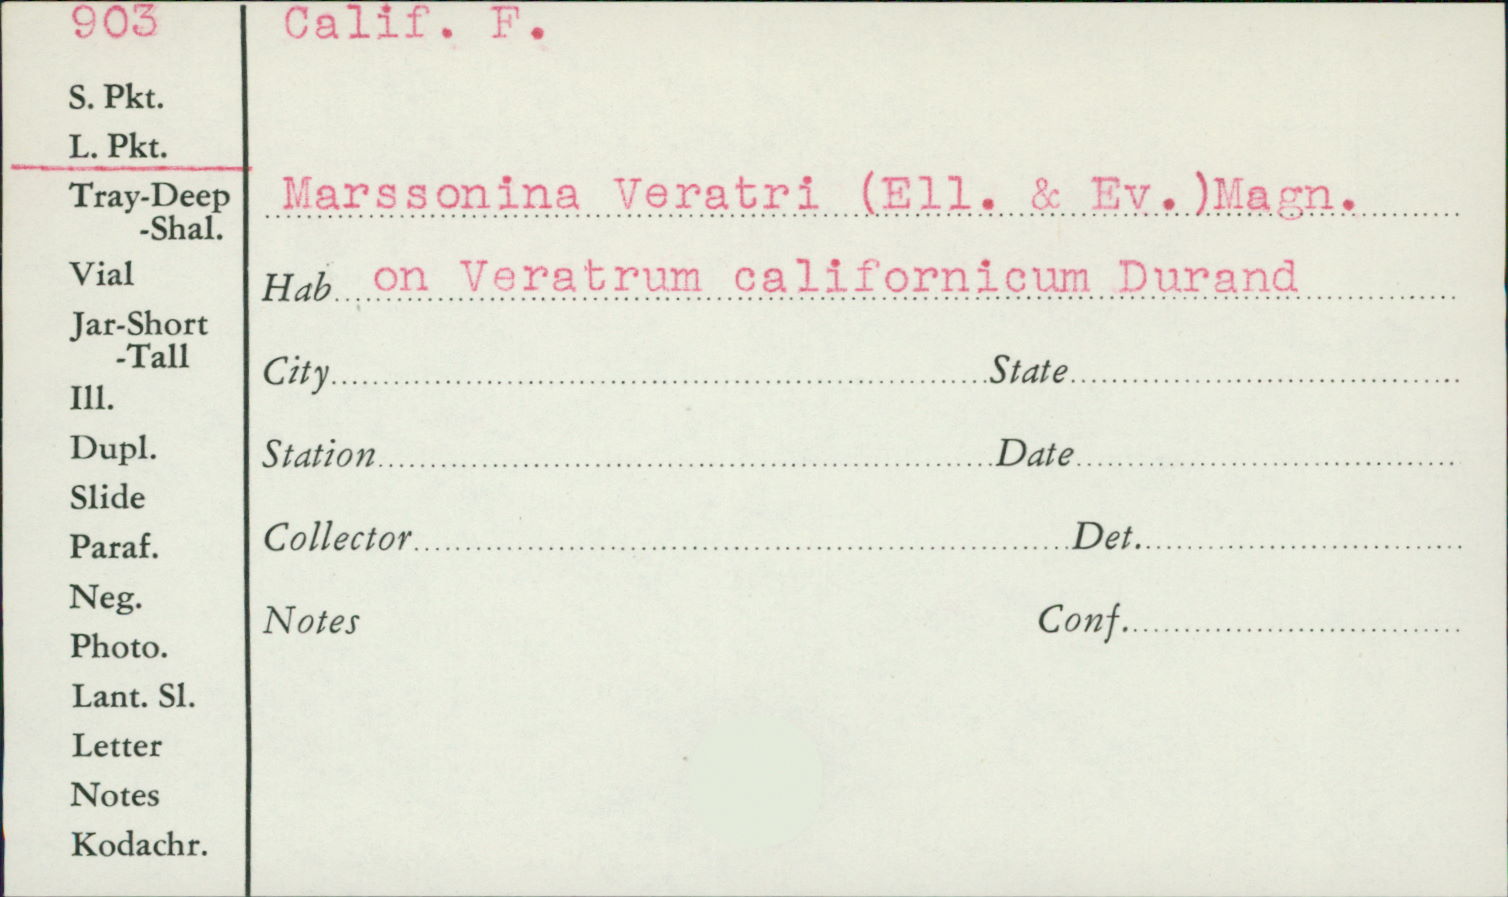 903
Calif. F.
S. Pkt.
L. Pkt.
Tray-Deep
-Shal.
Marssonina Veratri (Ell. & Ev.)Magn.
Vial
Hab. on Veratrum californicum Durand
Jar-Short
-Tall
City
State
Ill.
Dupl.
Station
Date
Slide
Paraf.
Collector
Det.
Neg.
Notes
Conf.
Photo.
Lant. Sl.
Letter
Notes
Kodachr.